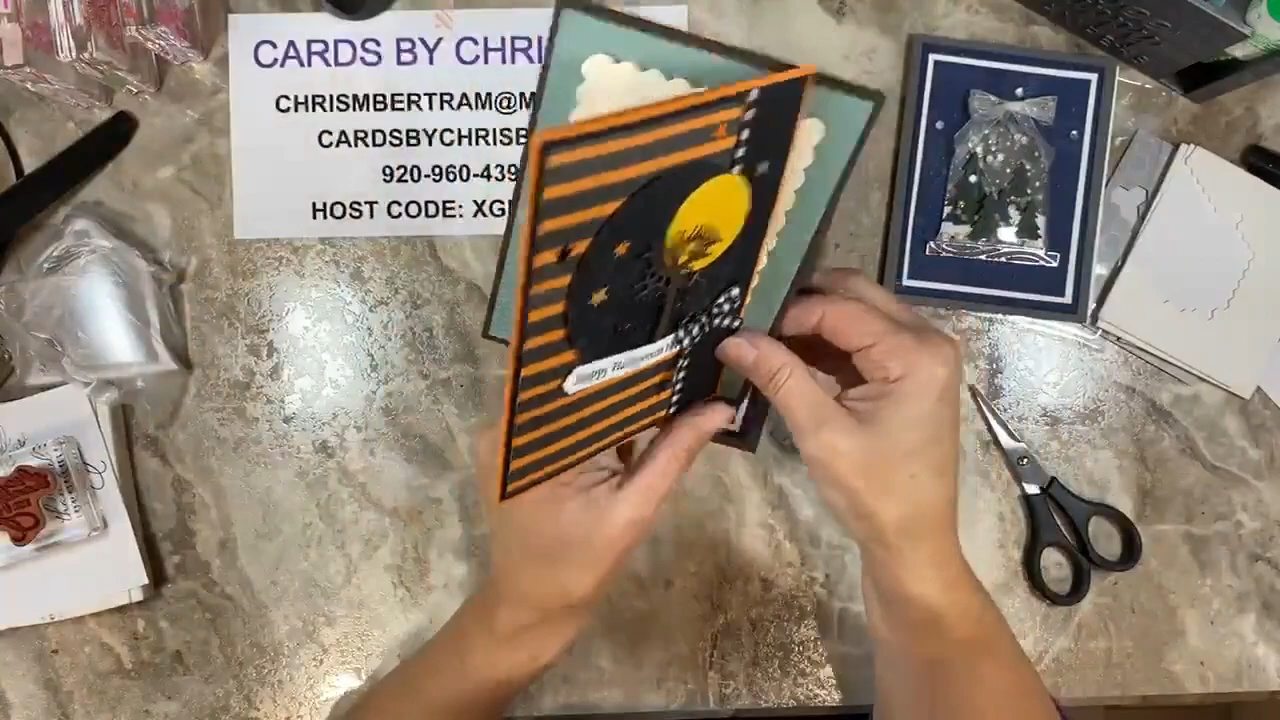 CARDS BY CHRI
CHRISMBERTRAM@M
CARDSBYCHRISB
920-960-439
HOST CODE: XG